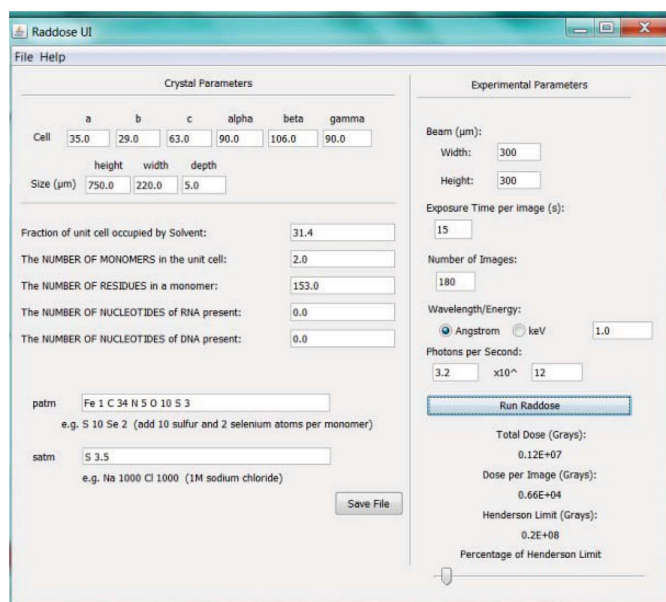 Raddose UI
File Help
Crystal Parameters
a b c alpha beta gamma
Cell 35.0 29.0 63.0 90.0 106.0 90.0
height width depth
Size (µm) 750.0 220.0 5.0
Fraction of unit cell occupied by Solvent: 31.4
The NUMBER OF MONOMERS in the unit cell: 2.0
The NUMBER OF RESIDUES in a monomer: 153.0
The NUMBER OF NUCLEOTIDES of RNA present: 0.0
The NUMBER OF NUCLEOTIDES of DNA present: 0.0
patm Fe 1 C 34 N 5 O 10 S 3
e.g. S 10 Se 2 (add 10 sulfur and 2 selenium atoms per monomer)
satm S 3.5
e.g. Na 1000 Cl 1000 (1M sodium chloride)
Save File
Experimental Parameters
Beam (µm):
Width: 300
Height: 300
Exposure Time per image (s):
15
Number of Images:
180
Wavelength/Energy:
Angstrom keV 1.0
Photons per Second:
3.2 x10^ 12
Run Raddose
Total Dose (Grays):
0.12E+07
Dose per Image (Grays):
0.66E+04
Henderson Limit (Grays):
0.2E+08
Percentage of Henderson Limit